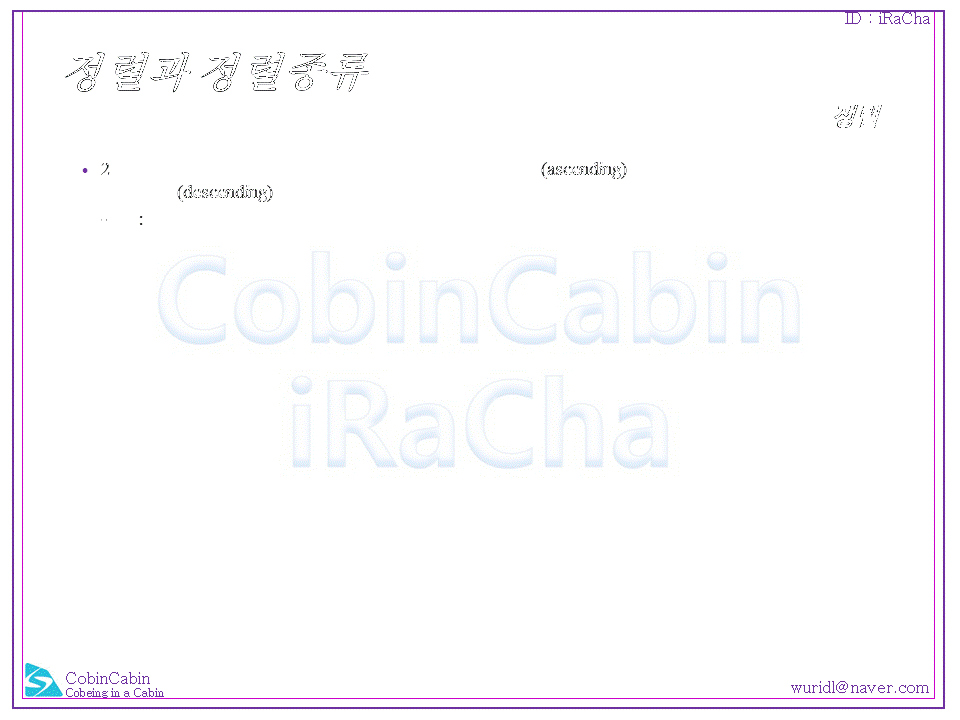 ID : iRaCha
정렬과 정렬종류
정의
• 2 (ascending)
(descending)
:
CobinCabin
iRaCha
CobinCabin
Cobeing in a Cabin
wuridl@naver.com